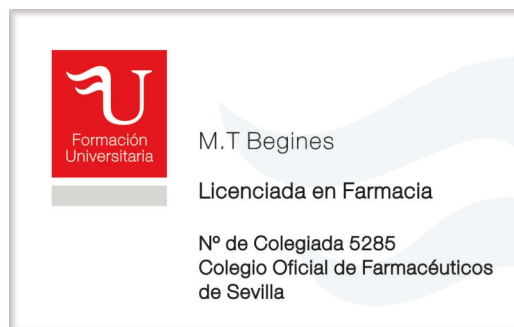 Formación
Universitaria
M.T Begines
Licenciada en Farmacia
Nº de Colegiada 5285
Colegio Oficial de Farmacéuticos
de Sevilla